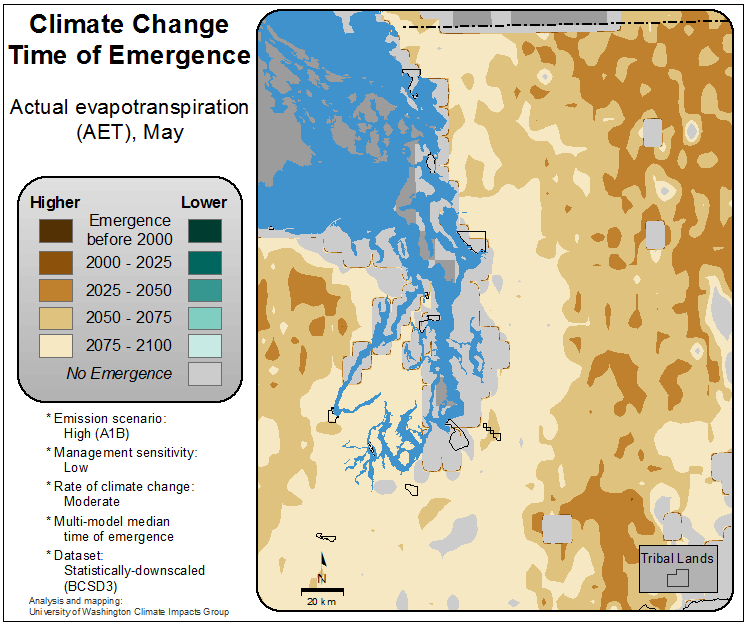 Climate Change
Time of Emergence
Actual evapotranspiration
(AET), May
Higher
Lower
Emergence
before 2000
2000 - 2025
2025 - 2050
2050 - 2075
2075 - 2100
No Emergence
* Emission scenario:
High (A1B)
* Management sensitivity:
Low
* Rate of climate change:
Moderate
* Multi-model median
time of emergence
* Dataset:
Statistically-downscaled
(BCSD3)
Analysis and mapping:
University of Washington Climate Impacts Group
N
20 km
Tribal Lands